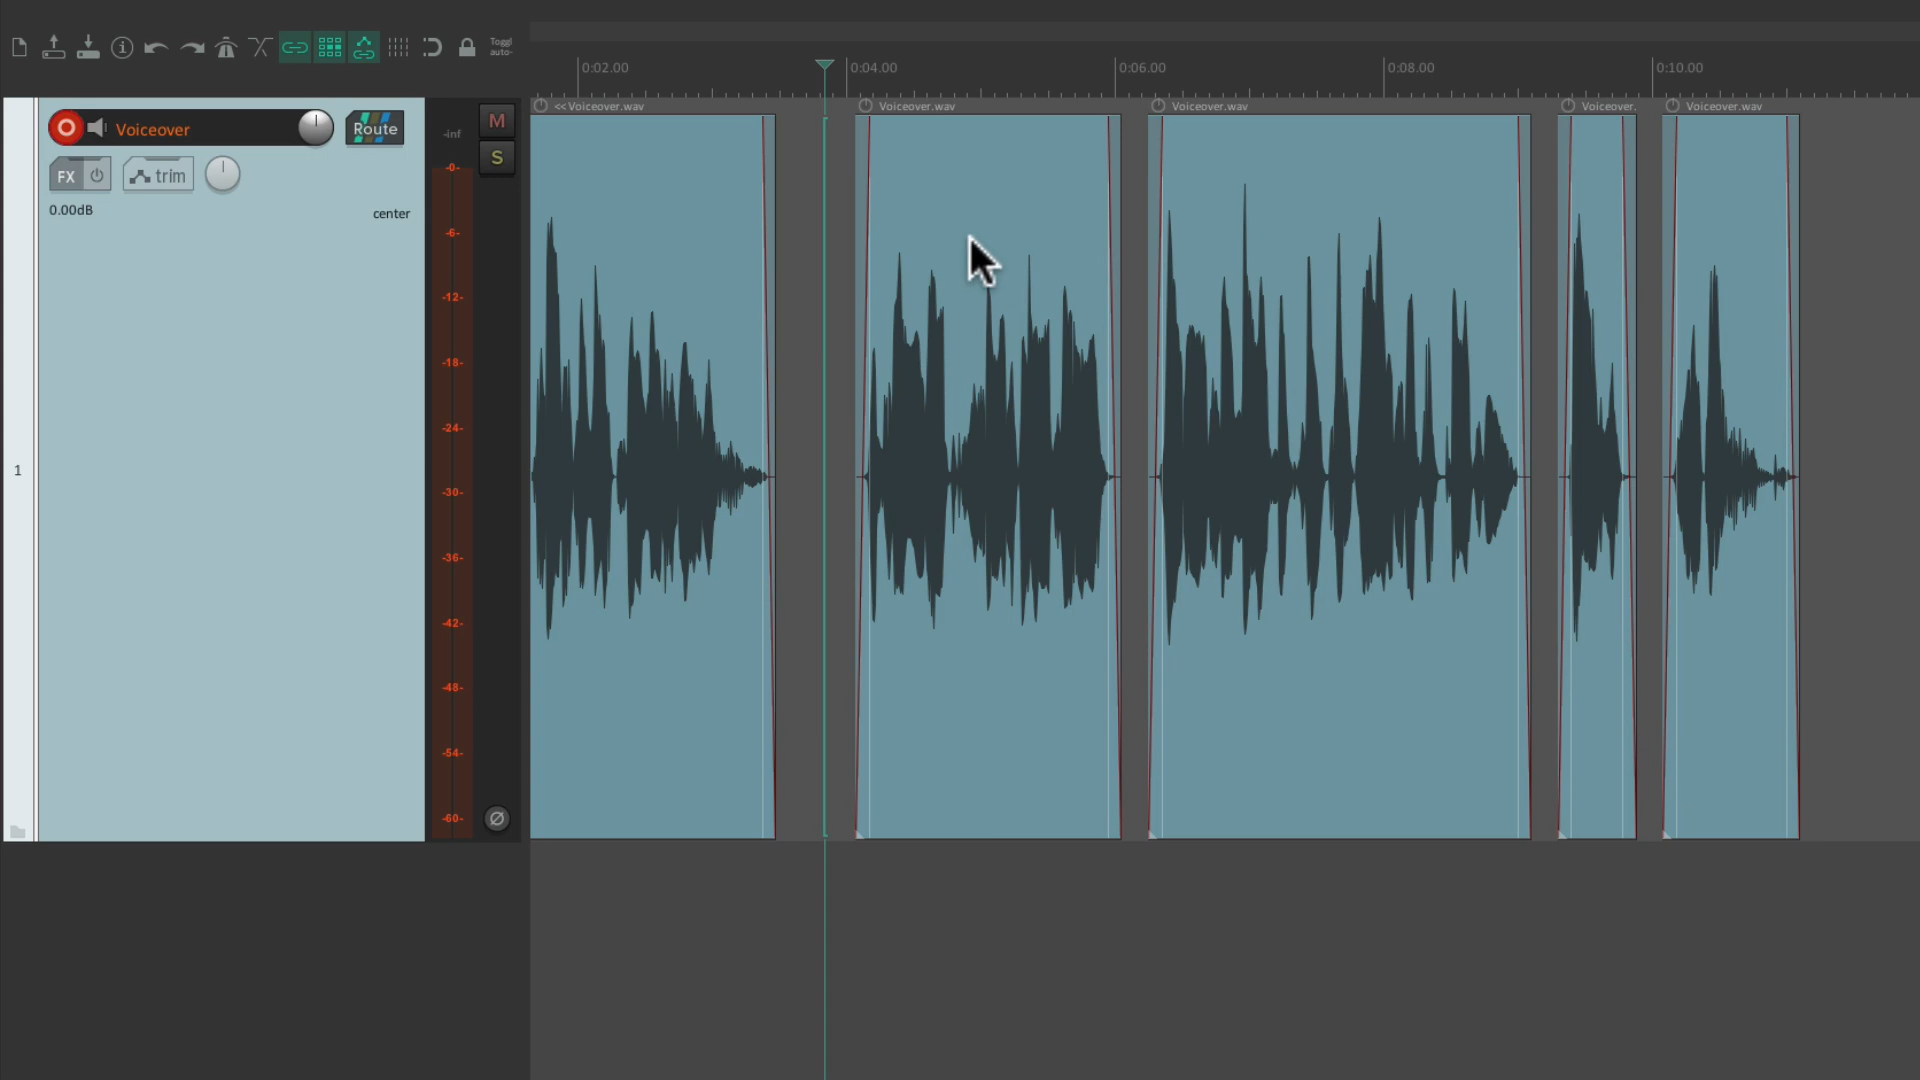 Toggl
auto-
0:02.00
0:04.00
0:06.00
0:08.00
0:10.00
<<Voiceover.wav
Voiceover.wav
Voiceover.wav
Voiceover.
Voiceover.wav
Voiceover
Route
FX
trim
0.00dB
center
1
M
S
-inf
-0-
-6-
-12-
-18-
-24-
-30-
-36-
-42-
-48-
-54-
-60-